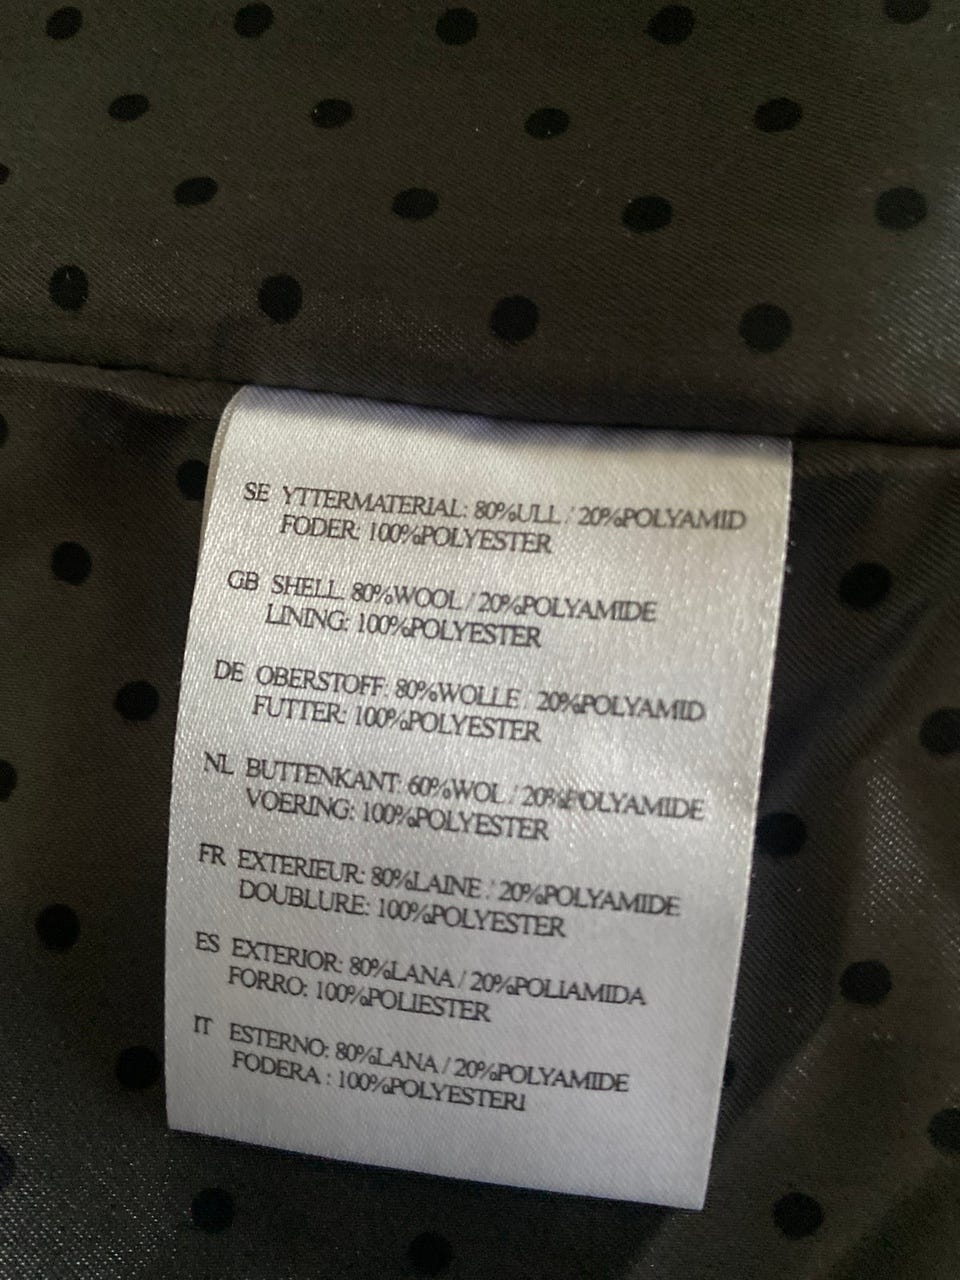 SE YTTERMATERIAL: 80%ULL / 20%POLYAMID
FODER: 100%POLYESTER
GB SHELL 80%WOOL / 20%POLYAMIDE
LINING: 100%POLYESTER
DE OBERSTOFF: 80%WOLLE / 20%POLYAMID
FUTTER: 100%POLYESTER
NL BUTTENKANT: 60%WOL / 20%POLYAMIDE
VOERING: 100%POLYESTER
FR EXTERIEUR: 80%LAINE / 20%POLYAMIDE
DOUBLURE: 100%POLYESTER
ES EXTERIOR: 80%LANA / 20%POLIAMIDA
FORRO: 100%POLIESTER
IT ESTERNO: 80%LANA / 20%POLYAMIDE
FODERA : 100%POLYESTERI